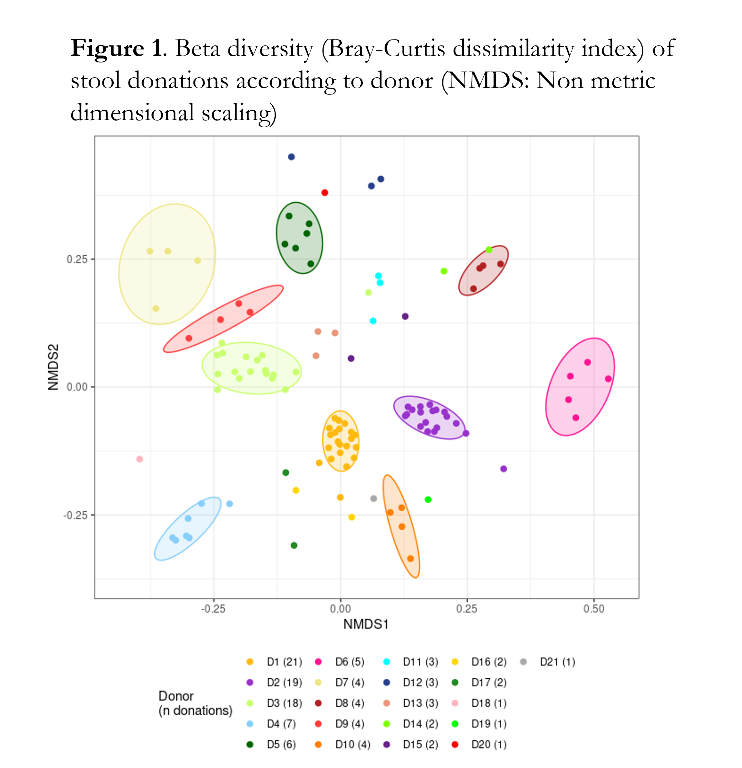 Figure 1. Beta diversity (Bray-Curtis dissimilarity index) of
stool donations according to donor (NMDS: Non metric
dimensional scaling)
0.25
0.00
-0.25
NMDS2
-0.25 0.00 0.25 0.50
NMDS1
Donor
(n donations)
D1 (21) D6 (5) D11 (3) D16 (2) D21 (1)
D2 (19) D7 (4) D12 (3) D17 (2)
D3 (18) D8 (4) D13 (3) D18 (1)
D4 (7) D9 (4) D14 (2) D19 (1)
D5 (6) D10 (4) D15 (2) D20 (1)